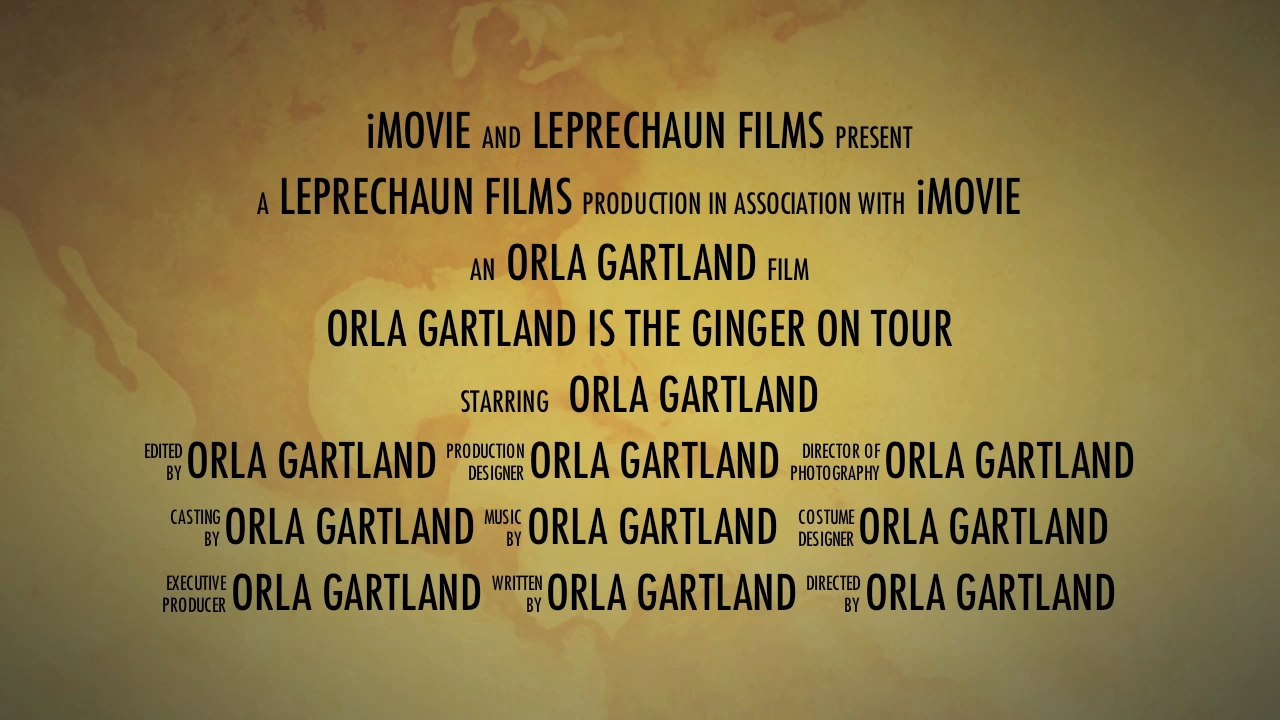 iMOVIE AND LEPRECHAUN FILMS PRESENT
A LEPRECHAUN FILMS PRODUCTION IN ASSOCIATION WITH iMOVIE
AN ORLA GARTLAND FILM
ORLA GARTLAND IS THE GINGER ON TOUR
STARRING ORLA GARTLAND
EDITED BY ORLA GARTLAND PRODUCTION DESIGNER ORLA GARTLAND DIRECTOR OF PHOTOGRAPHY ORLA GARTLAND
CASTING BY ORLA GARTLAND MUSIC BY ORLA GARTLAND COSTUME DESIGNER ORLA GARTLAND
EXECUTIVE PRODUCER ORLA GARTLAND WRITTEN BY ORLA GARTLAND DIRECTED BY ORLA GARTLAND